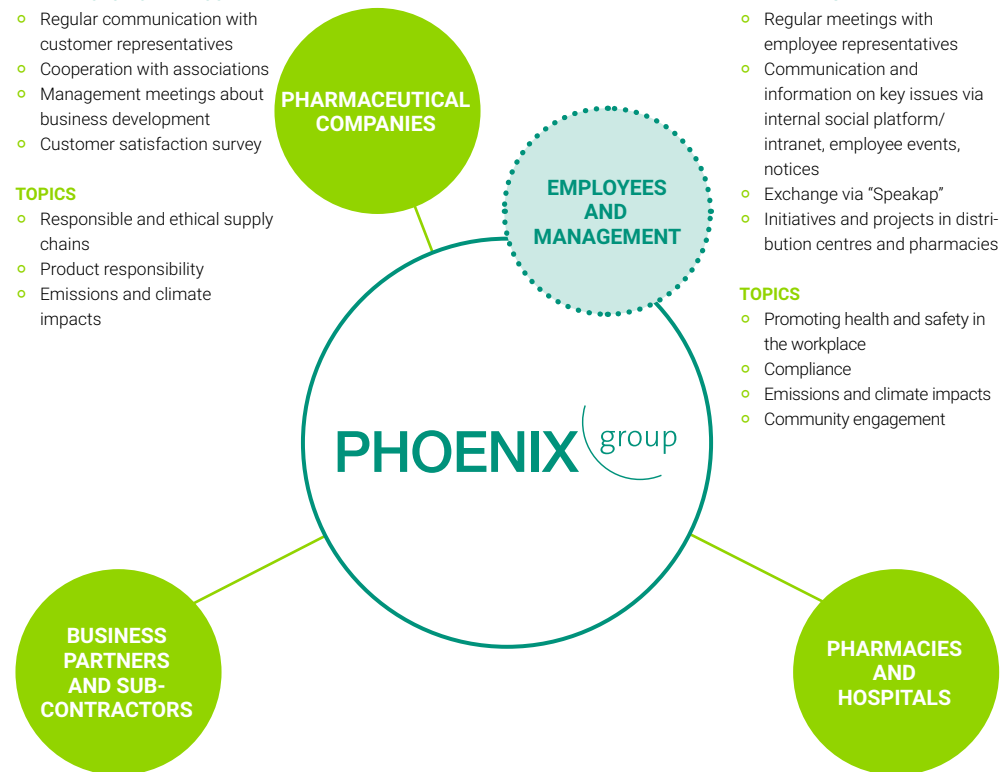 Regular communication with
customer representatives
Cooperation with associations
Management meetings about
business development
Customer satisfaction survey
TOPICS
Responsible and ethical supply
chains
Product responsibility
Emissions and climate
impacts
PHARMACEUTICAL
COMPANIES
EMPLOYEES
AND
MANAGEMENT
Regular meetings with
employee representatives
Communication and
information on key issues via
internal social platform/
intranet, employee events,
notices
Exchange via “Speakap”
Initiatives and projects in distri-
bution centres and pharmacies
TOPICS
Promoting health and safety in
the workplace
Compliance
Emissions and climate impacts
Community engagement
PHOENIX group
BUSINESS
PARTNERS
AND SUB-
CONTRACTORS
PHARMACIES
AND
HOSPITALS